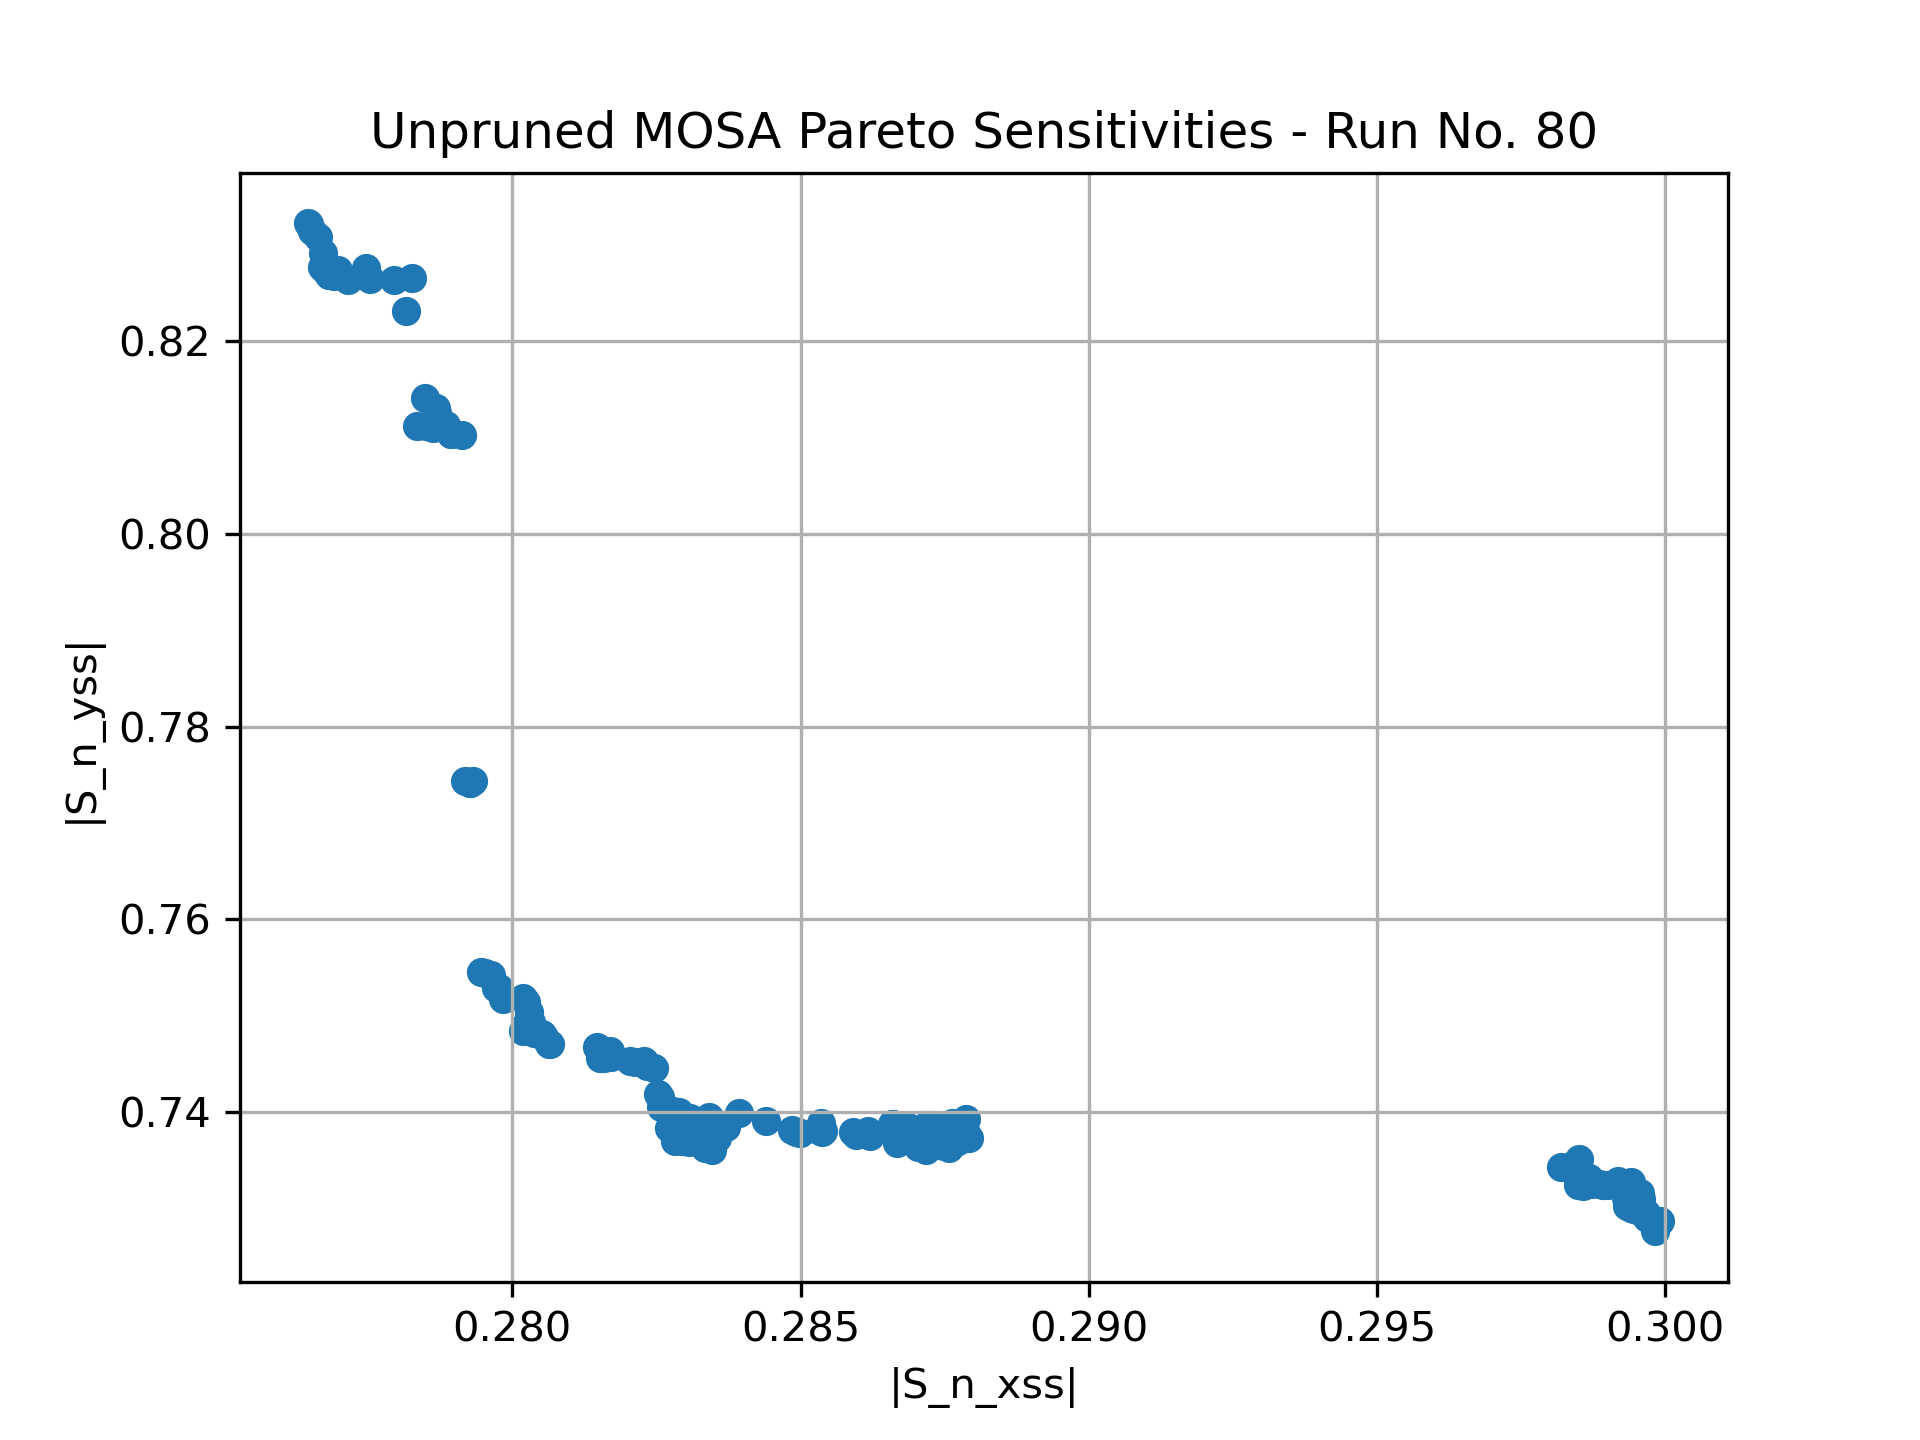 Unpruned MOSA Pareto Sensitivities - Run No. 80
|S_n_yss|
0.82
0.80
0.78
0.76
0.74
0.280 0.285 0.290 0.295 0.300
|S_n_xss|